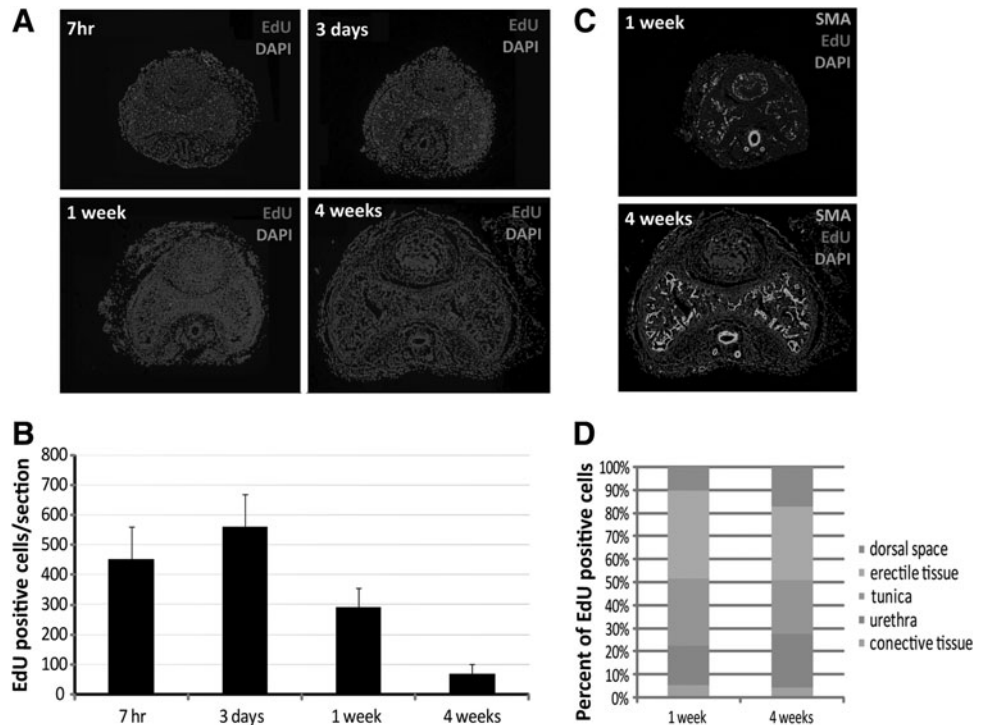 A
7hr
EdU
DAPI
3 days
EdU
DAPI
1 week
EdU
DAPI
4 weeks
EdU
DAPI
C
1 week
SMA
EdU
DAPI
4 weeks
SMA
EdU
DAPI
B
EdU positive cells/section
800
700
600
500
400
300
200
100
0
7 hr
3 days
1 week
4 weeks
D
Percent of EdU positive cells
100%
90%
80%
70%
60%
50%
40%
30%
20%
10%
0%
1 week
4 weeks
dorsal space
erectile tissue
tunica
urethra
conective tissue